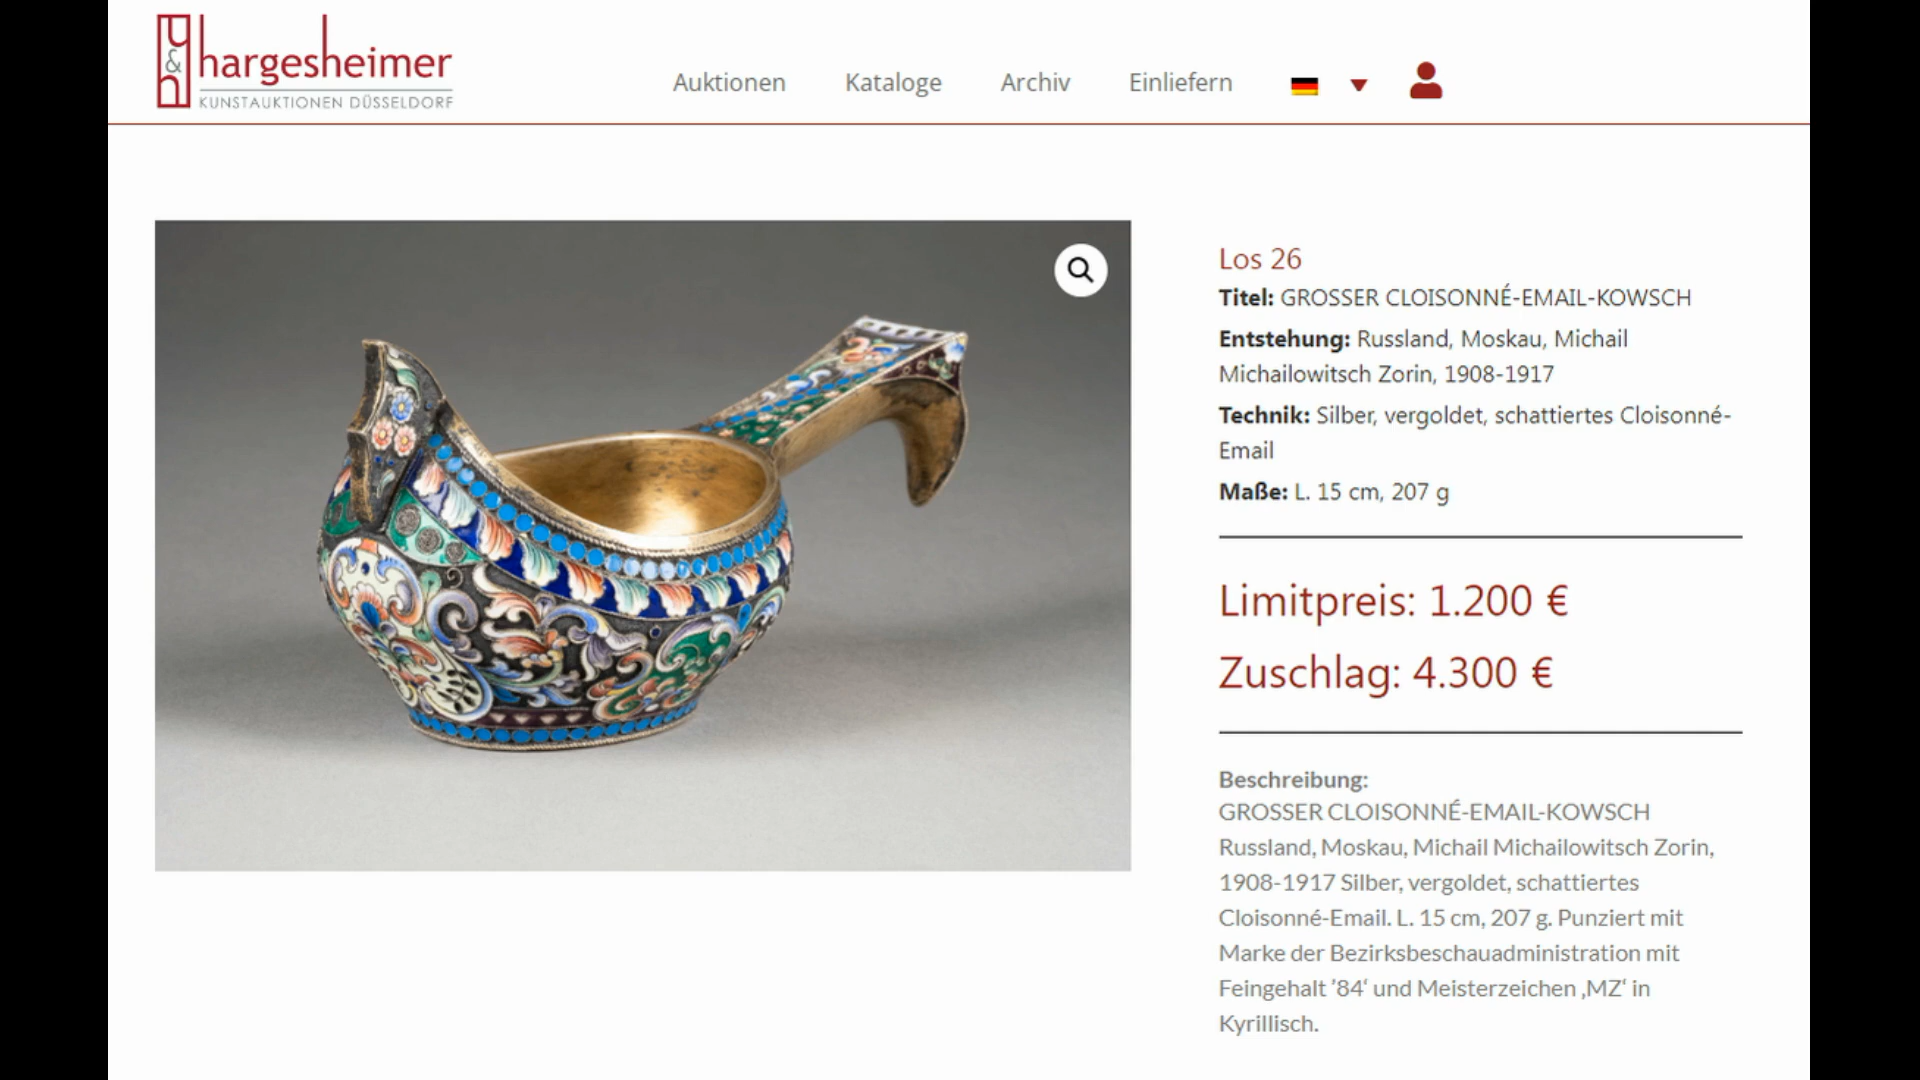 h&h
hargesheimer
KUNSTAUKTIONEN DÜSSELDORF
Auktionen Kataloge Archiv Einliefern
Los 26
Titel: GROSSER CLOISONNÉ-EMAIL-KOWSCH
Entstehung: Russland, Moskau, Michail
Michailowitsch Zorin, 1908-1917
Technik: Silber, vergoldet, schattiertes Cloisonné-
Email
Maße: L. 15 cm, 207 g
Limitpreis: 1.200 €
Zuschlag: 4.300 €
Beschreibung:
GROSSER CLOISONNÉ-EMAIL-KOWSCH
Russland, Moskau, Michail Michailowitsch Zorin,
1908-1917 Silber, vergoldet, schattiertes
Cloisonné-Email. L. 15 cm, 207 g. Punziert mit
Marke der Bezirksbeschauadministration mit
Feingehalt ’84‘ und Meisterzeichen ‚MZ‘ in
Kyrillisch.